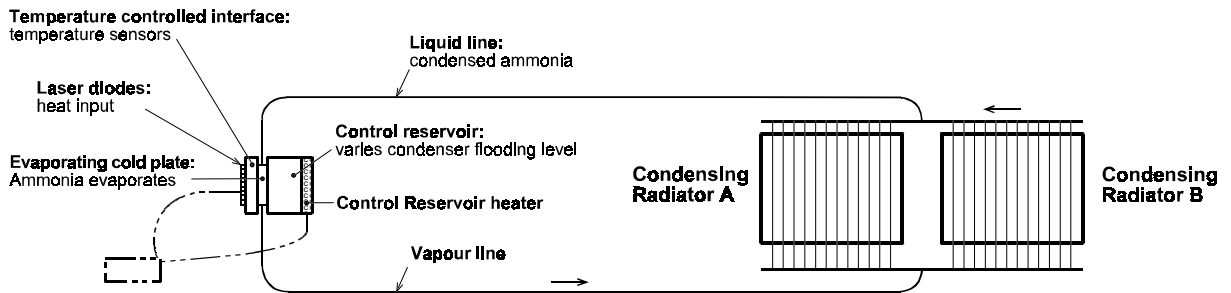 Temperature controlled interface:
temperature sensors
Liquid line:
condensed ammonia
Laser diodes:
heat input
Control reservoir:
varies condenser flooding level
Evaporating cold plate:
Ammonia evaporates
Condensing
Radiator A
Condensing
Radiator B
Control Reservoir heater
Vapour line